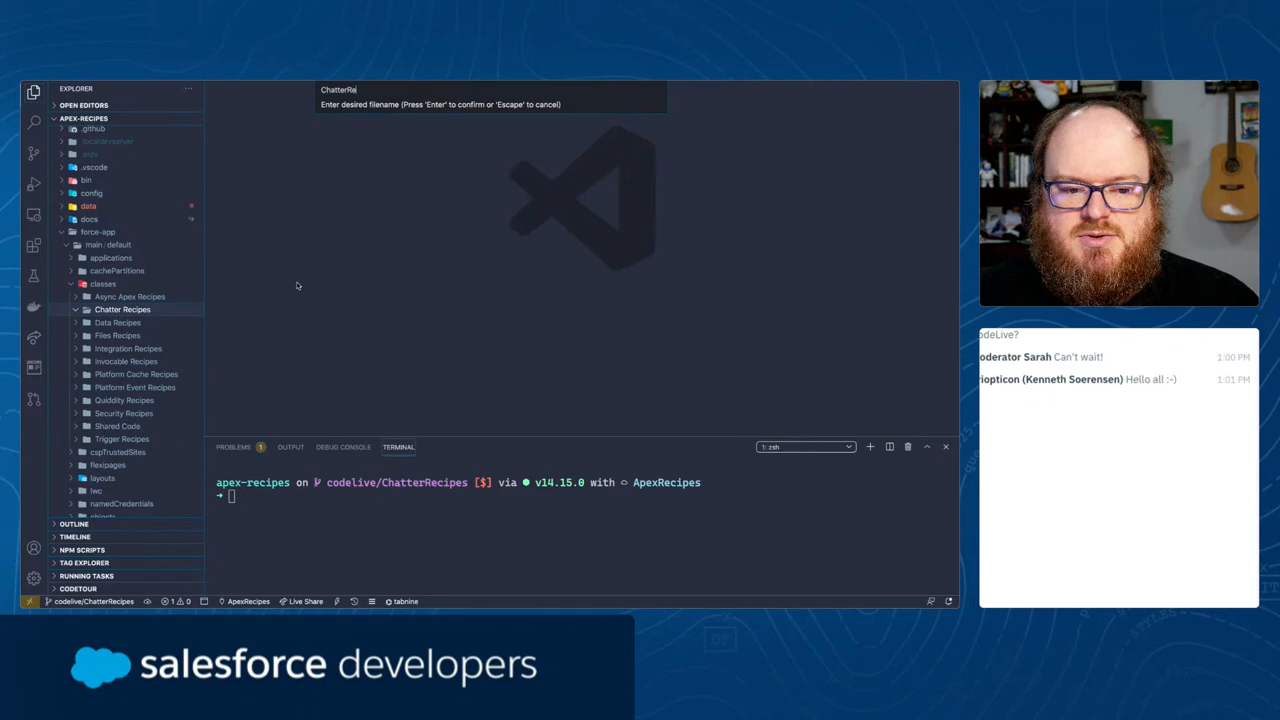 EXPLORER
OPEN EDITORS
APEX-RECIPES
.github
.localdevserver
.sfdx
.vscode
bin
config
data
docs
force-app
main / default
applications
cachePartitions
classes
Async Apex Recipes
Chatter Recipes
Data Recipes
Files Recipes
Integration Recipes
Invocable Recipes
Platform Cache Recipes
Platform Event Recipes
Quiddity Recipes
Security Recipes
Shared Code
Trigger Recipes
cspTrustedSites
flexipages
layouts
lwc
namedCredentials
OUTLINE
TIMELINE
NPM SCRIPTS
TAG EXPLORER
RUNNING TASKS
CODETOUR
ChatterRe
Enter desired filename (Press 'Enter' to confirm or 'Escape' to cancel)
PROBLEMS 1 OUTPUT DEBUG CONSOLE TERMINAL 1: zsh
apex-recipes on codelive/ChatterRecipes [$] via v14.15.0 with ApexRecipes
codelive/ChatterRecipes 1 0 ApexRecipes Live Share tabnine
odeLive?
oderator Sarah Can't wait! 1:00 PM
iopticon (Kenneth Soerensen) Hello all :-) 1:01 PM
salesforce developers